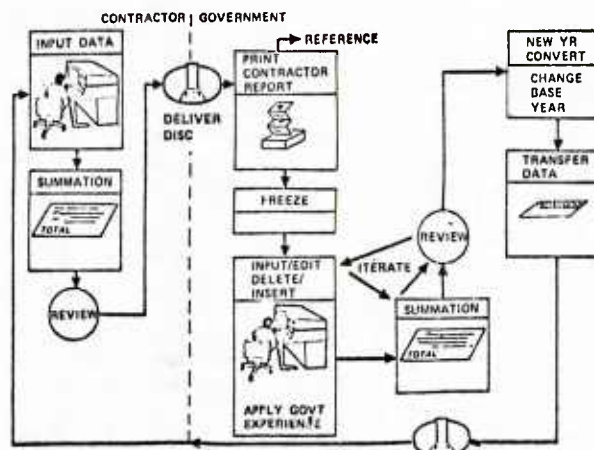 CONTRACTOR
GOVERNMENT
INPUT DATA
SUMMATION
TOTAL
REVIEW
DELIVER
DISC
REFERENCE
PRINT
CONTRACTOR
REPORT
FREEZE
INPUT/EDIT
DELETE/
INSERT
APPLY GOVT
ITERATE
REVIEW
SUMMATION
TOTAL
NEW YR
CONVERT
CHANGE
BASE
YEAR
TRANSFER
DATA